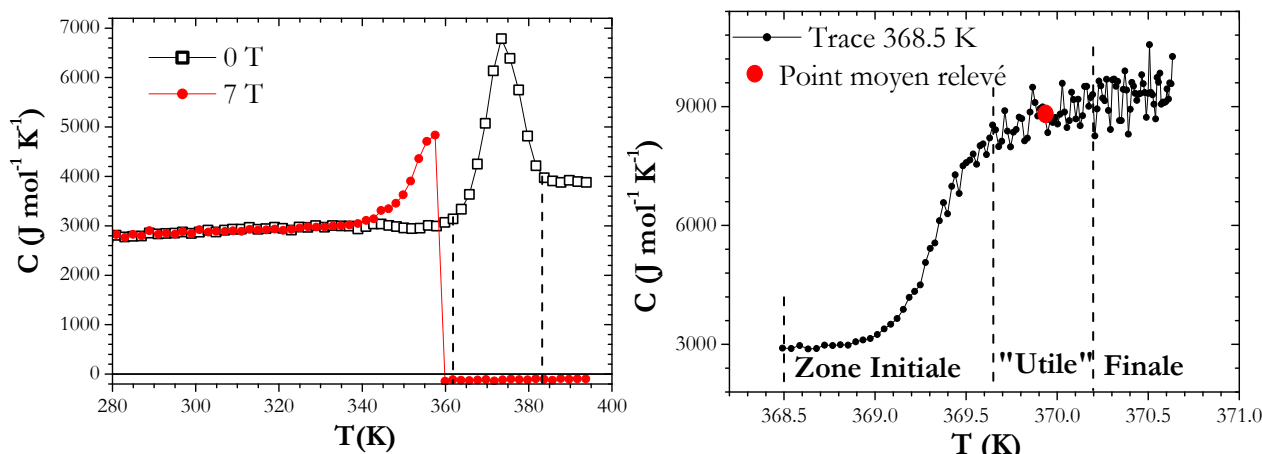 7000
6000
5000
4000
3000
2000
1000
0
280
300
320
340
360
380
400
C (J mol⁻¹ K⁻¹)
T(K)
0 T
7 T
9000
6000
3000
368.5
369.0
369.5
370.0
370.5
371.0
C (J mol⁻¹ K⁻¹)
T (K)
Trace 368.5 K
Point moyen relevé
Zone Initiale
"Utile"
Finale